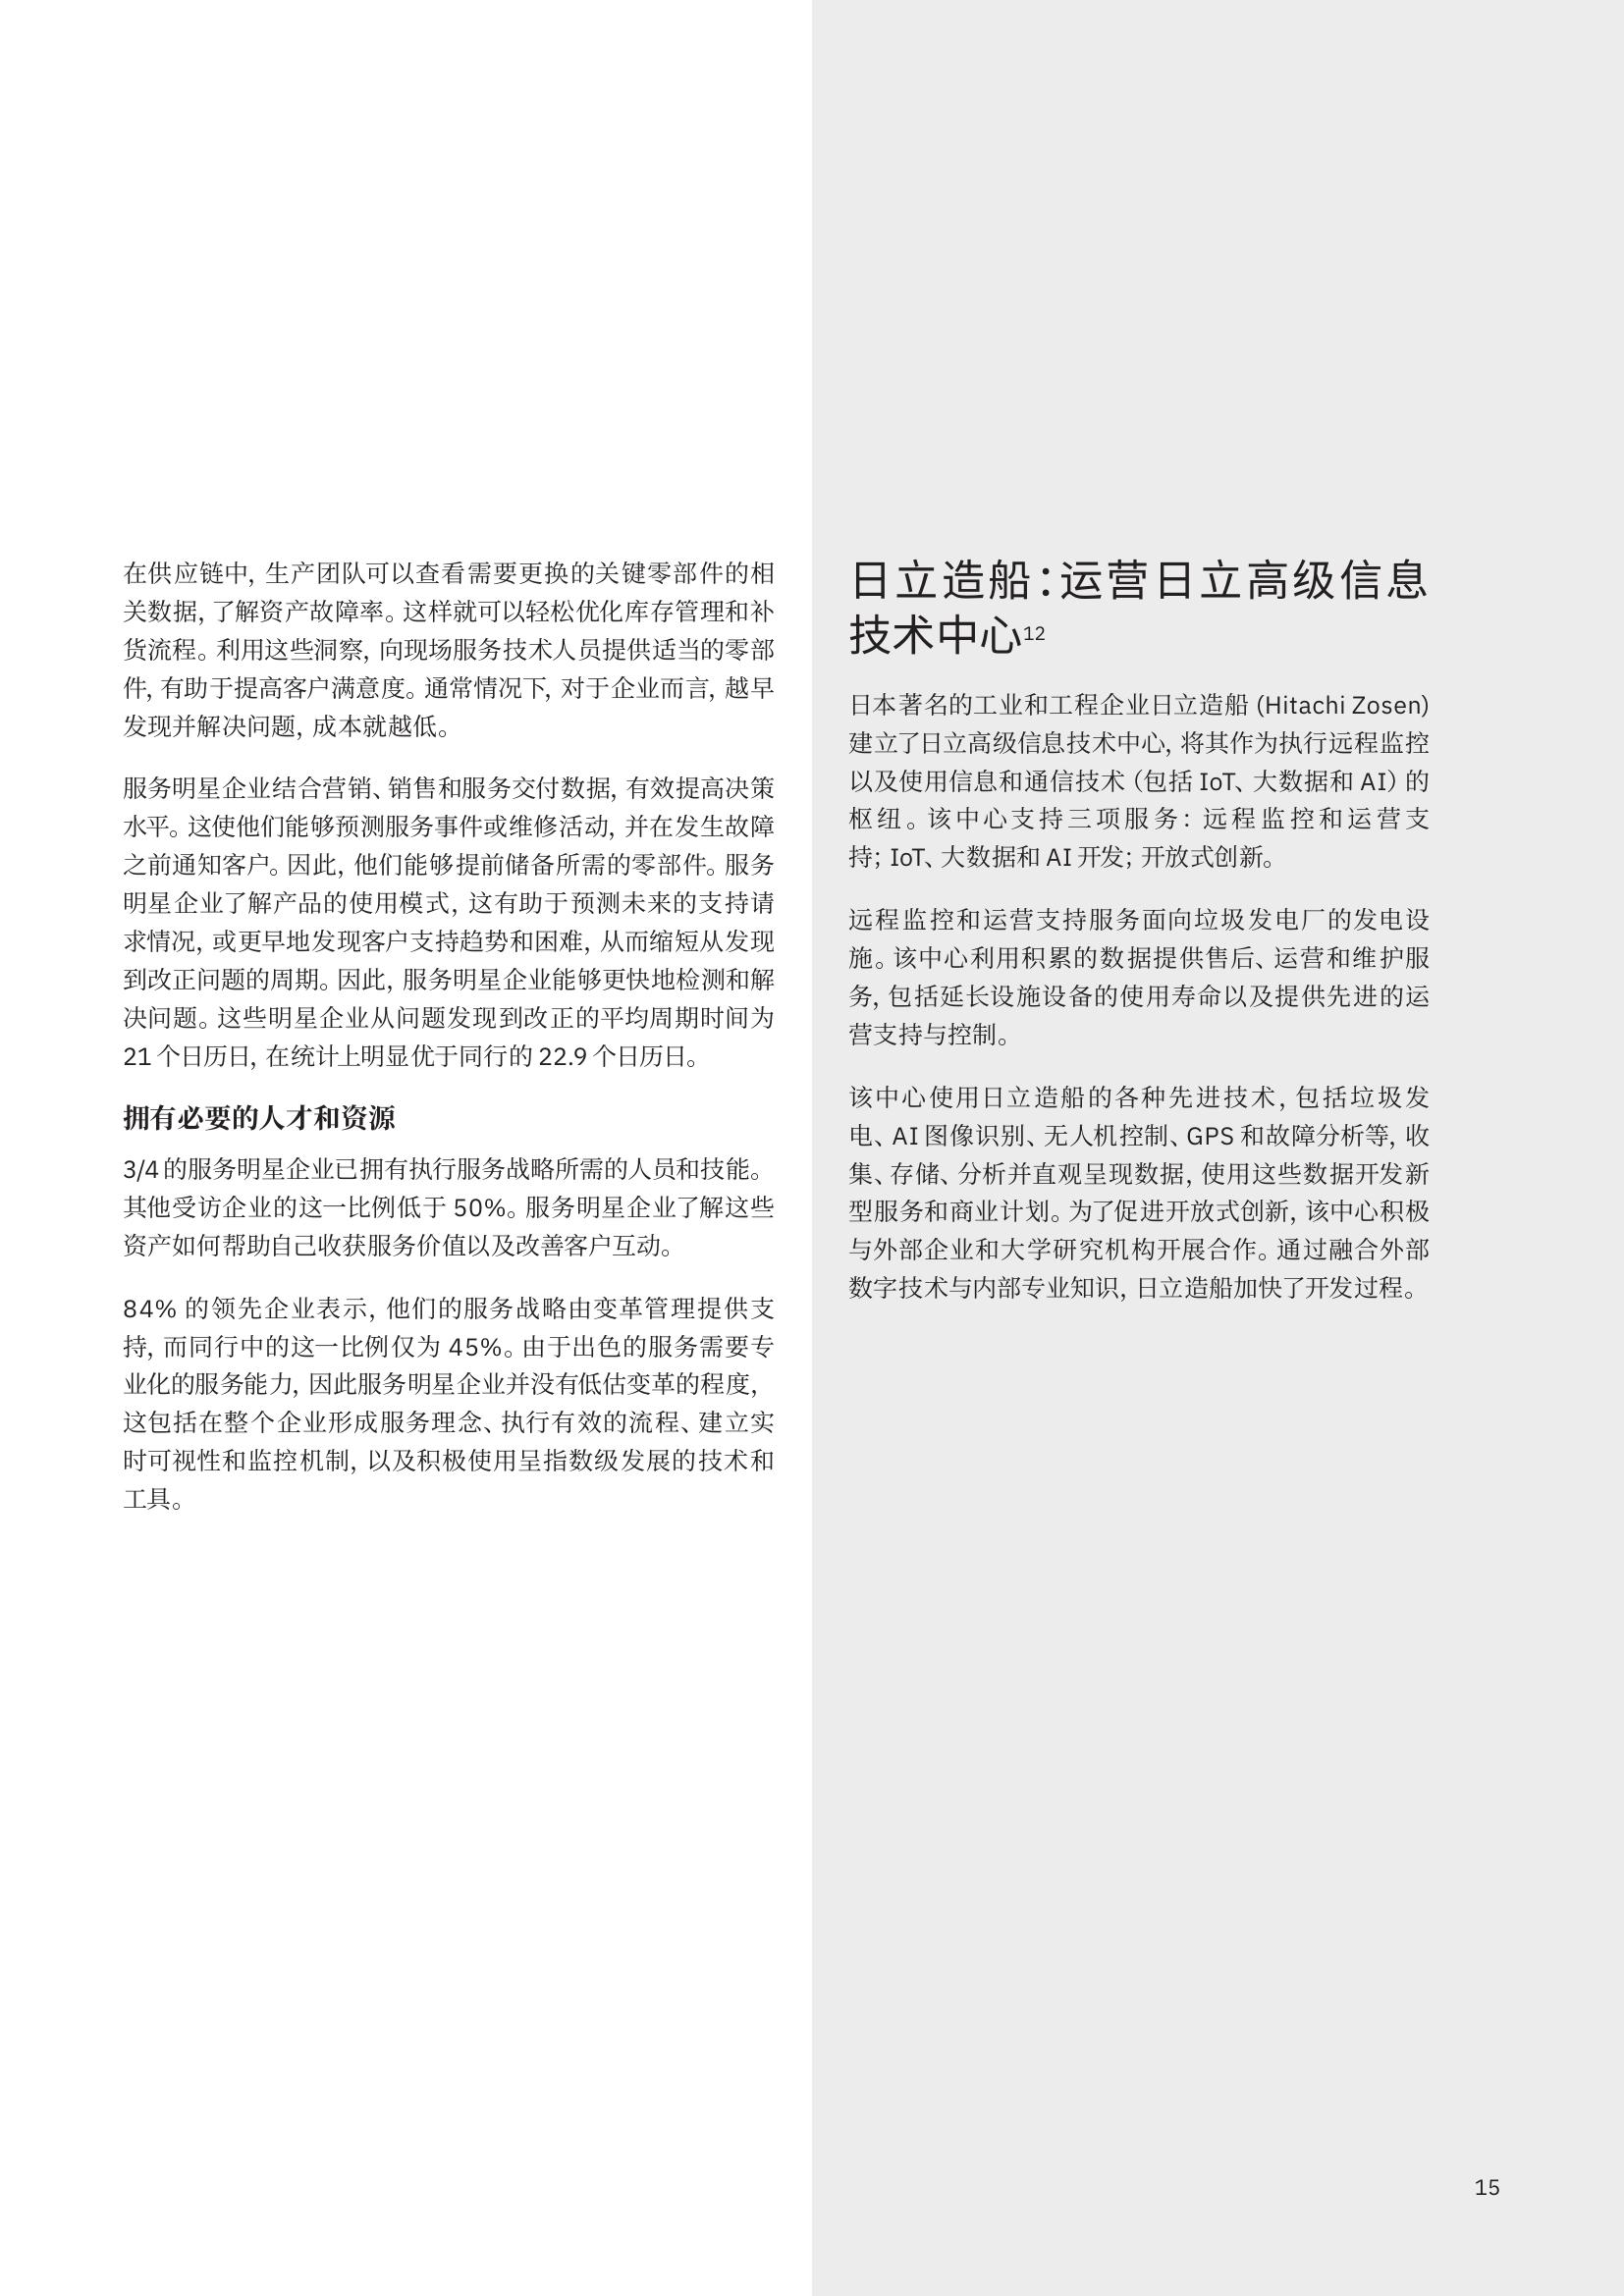 在供应链中, 生产团队可以查看需要更换的关键零部件的相
关数据, 了解资产故障率。这样就可以轻松优化库存管理和补
货流程。利用这些洞察, 向现场服务技术人员提供适当的零部
件, 有助于提高客户满意度。通常情况下, 对于企业而言, 越早
发现并解决问题, 成本就越低。
服务明星企业结合营销、销售和服务交付数据, 有效提高决策
水平。这使他们能够预测服务事件或维修活动, 并在发生故障
之前通知客户。因此, 他们能够提前储备所需的零部件。服务
明星企业了解产品的使用模式, 这有助于预测未来的支持请
求情况, 或更早地发现客户支持趋势和困难, 从而缩短从发现
到改正问题的周期。因此, 服务明星企业能够更快地检测和解
决问题。这些明星企业从问题发现到改正的平均周期时间为
21 个日历日, 在统计上明显优于同行的 22.9 个日历日。
拥有必要的人才和资源
3/4 的服务明星企业已拥有执行服务战略所需的人员和技能。
其他受访企业的这一比例低于 50%。服务明星企业了解这些
资产如何帮助自己收获服务价值以及改善客户互动。
84% 的领先企业表示, 他们的服务战略由变革管理提供支
持, 而同行中的这一比例仅为 45%。由于出色的服务需要专
业化的服务能力, 因此服务明星企业并没有低估变革的程度,
这包括在整个企业形成服务理念、执行有效的流程、建立实
时可视性和监控机制, 以及积极使用呈指数级发展的技术和
工具。
日立造船：运营日立高级信息
技术中心12
日本著名的工业和工程企业日立造船 (Hitachi Zosen)
建立了日立高级信息技术中心, 将其作为执行远程监控
以及使用信息和通信技术（包括 IoT、大数据和 AI）的
枢纽。该中心支持三项服务: 远程监控和运营支
持; IoT、大数据和 AI 开发; 开放式创新。
远程监控和运营支持服务面向垃圾发电厂的发电设
施。该中心利用积累的数据提供售后、运营和维护服
务, 包括延长设施设备的使用寿命以及提供先进的运
营支持与控制。
该中心使用日立造船的各种先进技术, 包括垃圾发
电、AI 图像识别、无人机控制、GPS 和故障分析等, 收
集、存储、分析并直观呈现数据, 使用这些数据开发新
型服务和商业计划。为了促进开放式创新, 该中心积极
与外部企业和大学研究机构开展合作。通过融合外部
数字技术与内部专业知识, 日立造船加快了开发过程。
15